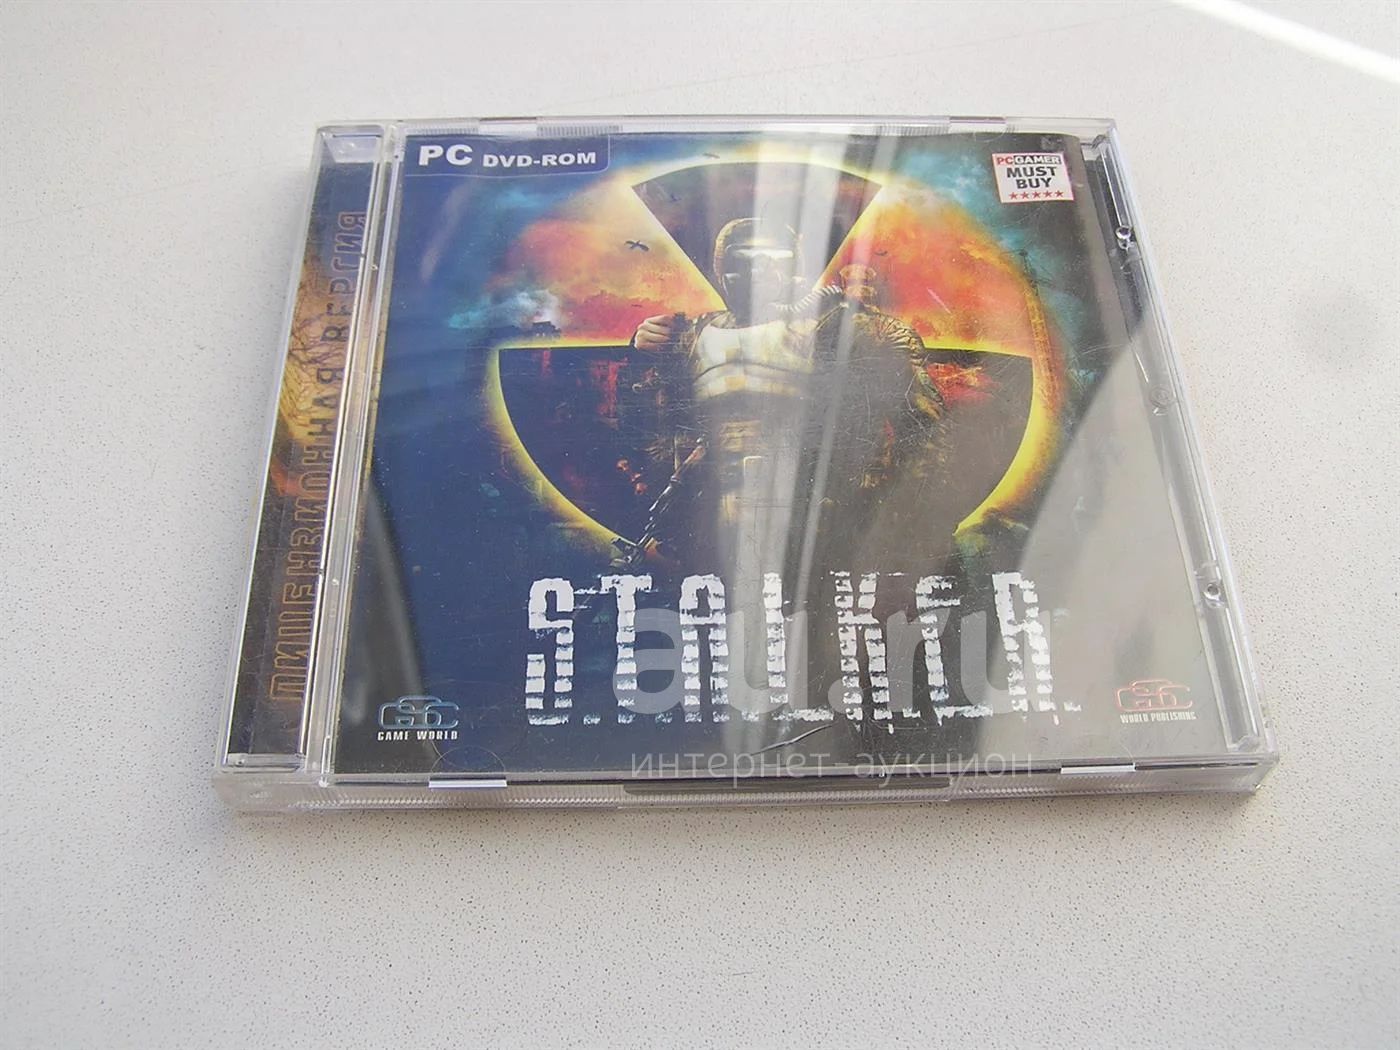 PC DVD-ROM
PC GAMER
MUST
BUY
ЛИЦЕНЗИОННАЯ ВЕРСИЯ
S.T.A.L.K.E.R.
GSC
GAME WORLD
GSC
WORLD PUBLISHING
au.ru
интернет-аукцион